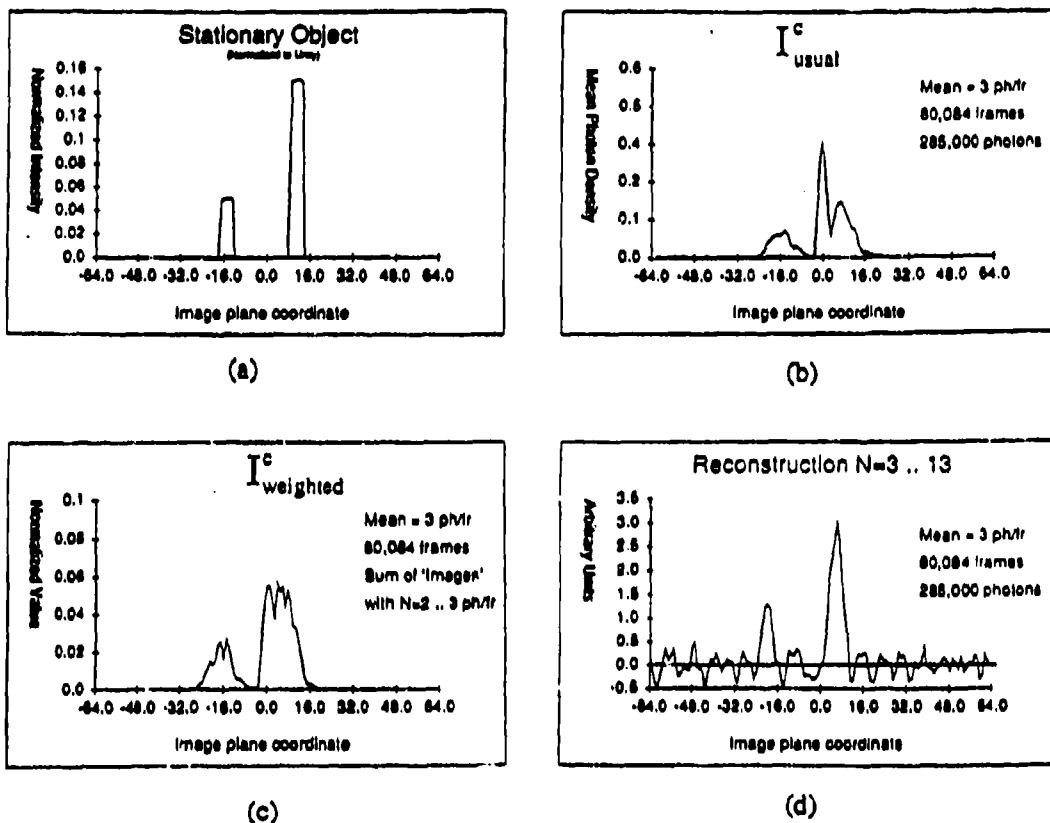 Stationary Object
(Normalized to Unity)
Normalized Intensity
0.16
0.14
0.12
0.1
0.08
0.06
0.04
0.02
0.0
-64.0 -48.0 -32.0 -16.0 0.0 16.0 32.0 48.0 64.0
Image plane coordinate
(a)
I c usual
Mean Photon Density
0.6
0.5
0.4
0.2
0.1
0.0
Mean = 3 ph/fr
80,084 frames
285,000 photons
-64.0 -48.0 -32.0 -16.0 0.0 16.0 32.0 48.0 64.0
Image plane coordinate
(b)
I c weighted
Normalized Value
0.1
0.08
0.06
0.04
0.02
0.0
Mean = 3 ph/fr
80,084 frames
Sum of 'Images'
with N=2 .. 3 ph/fr
-64.0 -48.0 -32.0 -16.0 0.0 16.0 32.0 48.0 64.0
Image plane coordinate
(c)
Reconstruction N=3 .. 13
Arbitrary Units
3.5
3.0
2.5
2.0
1.5
1.0
0.5
0.0
-0.5
Mean = 3 ph/fr
80,084 frames
285,000 photons
-64.0 -48.0 -32.0 -16.0 0.0 16.0 32.0 48.0 64.0
Image plane coordinate
(d)